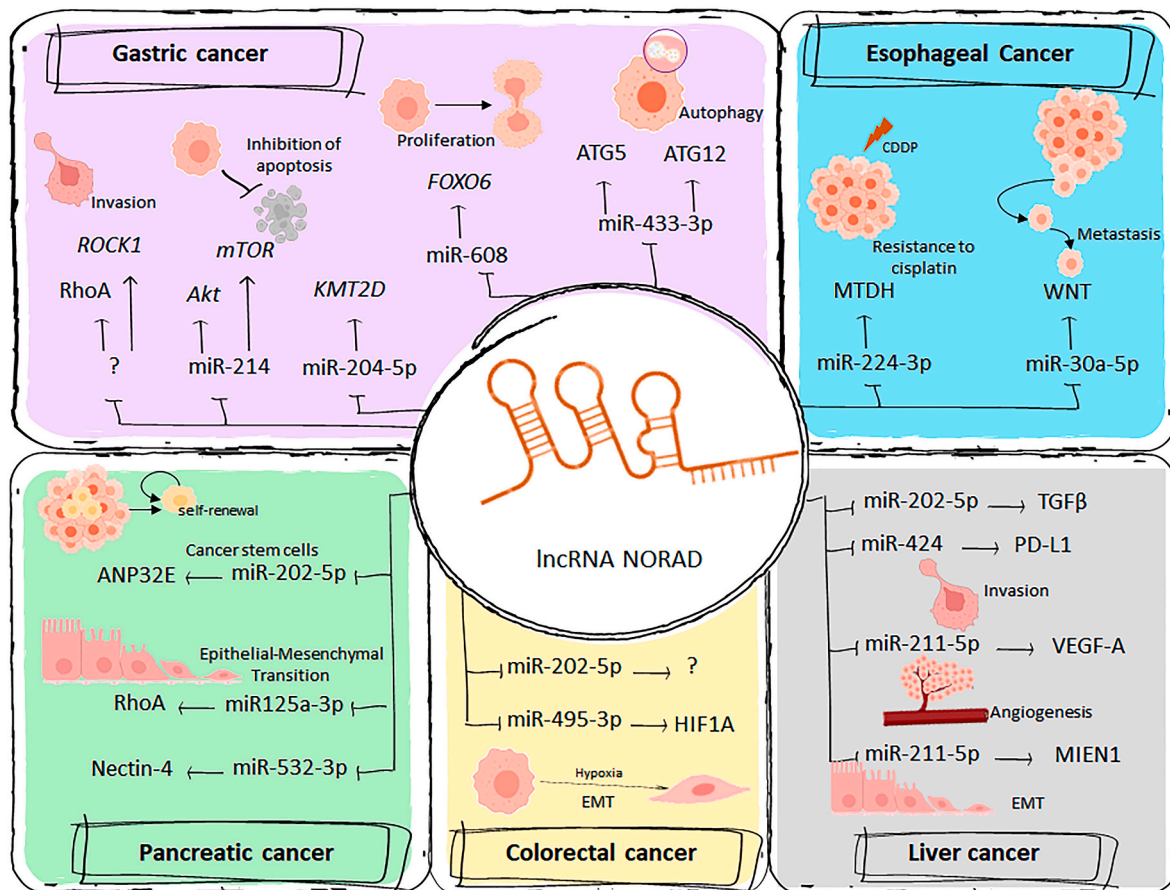 Gastric cancer
Proliferation
Autophagy
Inhibition of
apoptosis
Invasion
ATG5
ATG12
FOXO6
ROCK1
mTOR
miR-433-3p
miR-608
RhoA
Akt
KMT2D
?
miR-214
miR-204-5p
Esophageal Cancer
CDDP
Resistance to
cisplatin
Metastasis
MTDH
WNT
miR-224-3p
miR-30a-5p
lncRNA NORAD
self-renewal
Cancer stem cells
ANP32E
miR-202-5p
Epithelial-Mesenchymal
Transition
RhoA
miR125a-3p
Nectin-4
miR-532-3p
Pancreatic cancer
miR-202-5p
?
miR-495-3p
HIF1A
Hypoxia
EMT
Colorectal cancer
miR-202-5p
TGFβ
miR-424
PD-L1
Invasion
miR-211-5p
VEGF-A
Angiogenesis
miR-211-5p
MIEN1
EMT
Liver cancer